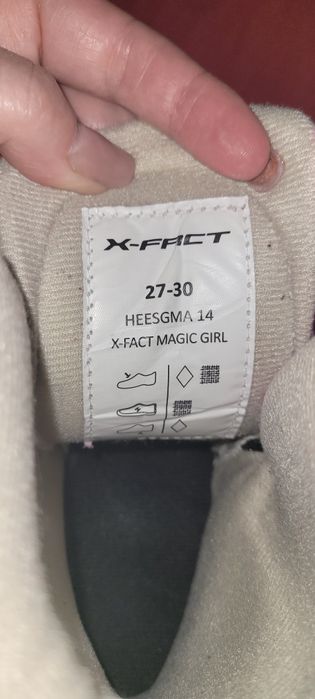 X-FACT
27-30
HEESGMA 14
X-FACT MAGIC GIRL